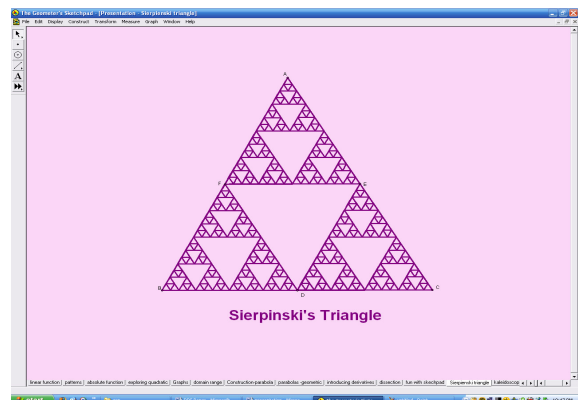 The Geometer's Sketchpad - [Presentation - Sierpinski triangle]
File Edit Display Construct Transform Measure Graph Window Help
A
A
F
E
B
D
C
Sierpinski's Triangle
linear function patterns absolute function exploring quadratic Graphs domain range Construction-parabola parabolas -geometric introducing derivatives dissection fun with sketchpad Sierpinski triangle kaleidoscop